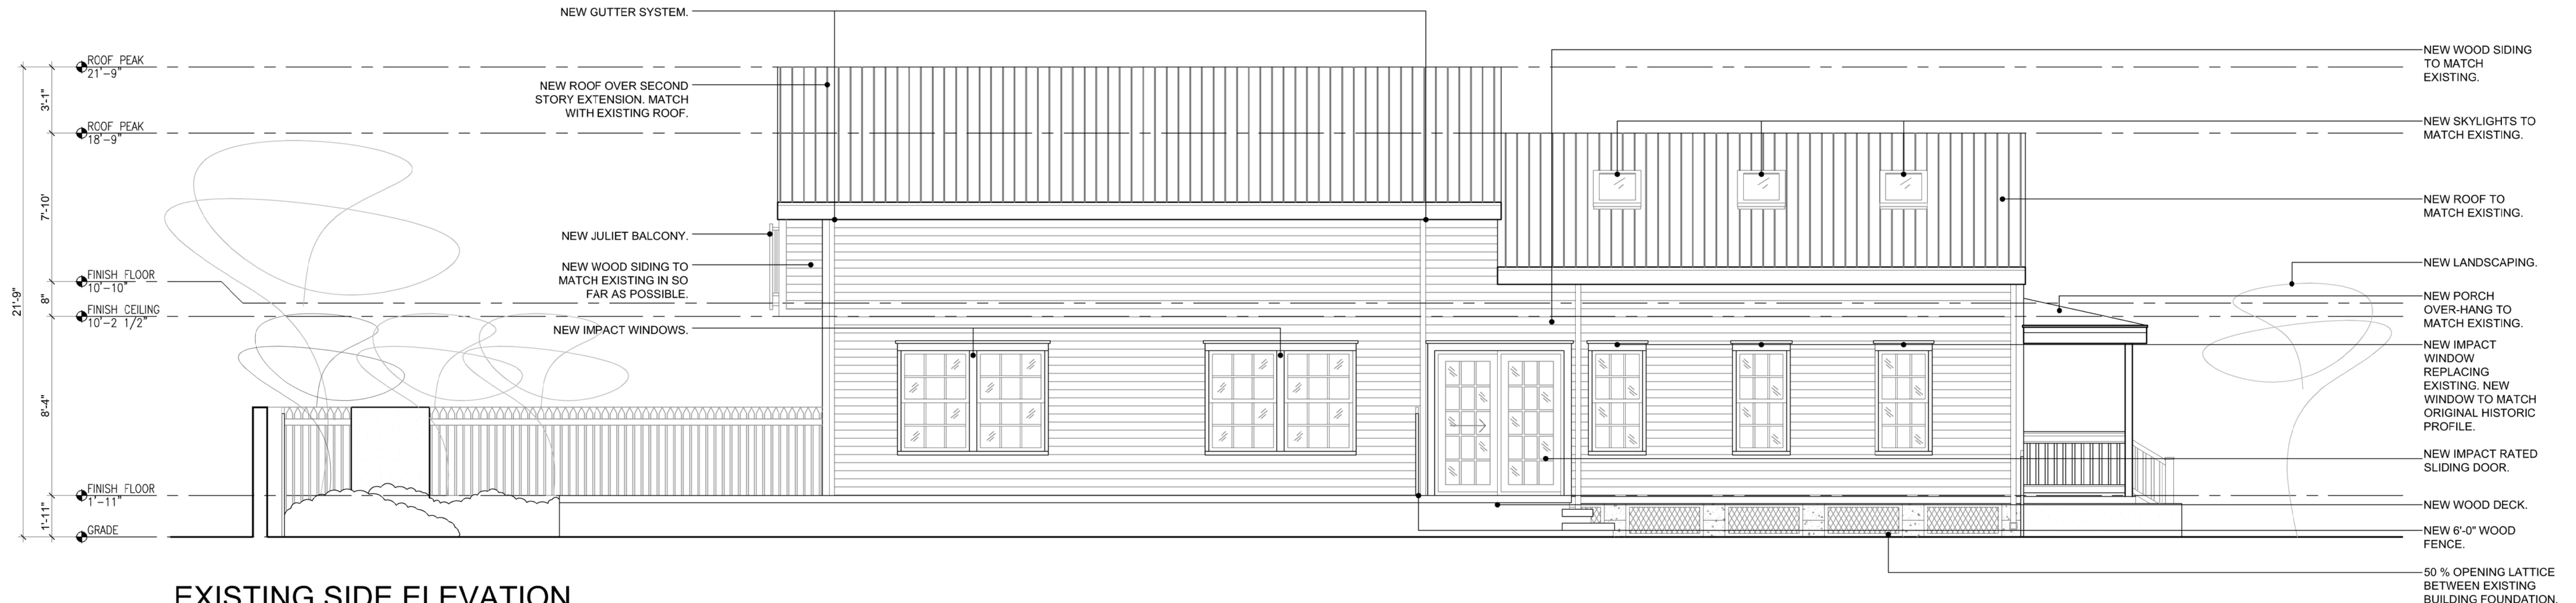 NEW GUTTER SYSTEM.
ROOF PEAK
21'-9"
NEW ROOF OVER SECOND
STORY EXTENSION. MATCH
WITH EXISTING ROOF.
ROOF PEAK
18'-9"
NEW JULIET BALCONY.
NEW WOOD SIDING TO
MATCH EXISTING IN SO
FAR AS POSSIBLE.
FINISH FLOOR
10'-10"
FINISH CEILING
10'-2 1/2"
NEW IMPACT WINDOWS.
FINISH FLOOR
1'-11"
GRADE
21'-9"
3'-1"
7'-10'
8"
8'-4"
1'-11"
NEW WOOD SIDING
TO MATCH
EXISTING.
NEW SKYLIGHTS TO
MATCH EXISTING.
NEW ROOF TO
MATCH EXISTING.
NEW LANDSCAPING.
NEW PORCH
OVER-HANG TO
MATCH EXISTING.
NEW IMPACT
WINDOW
REPLACING
EXISTING. NEW
WINDOW TO MATCH
ORIGINAL HISTORIC
PROFILE.
NEW IMPACT RATED
SLIDING DOOR.
NEW WOOD DECK.
NEW 6'-0" WOOD
FENCE.
50 % OPENING LATTICE
BETWEEN EXISTING
BUILDING FOUNDATION.
EXISTING SIDE ELEVATION